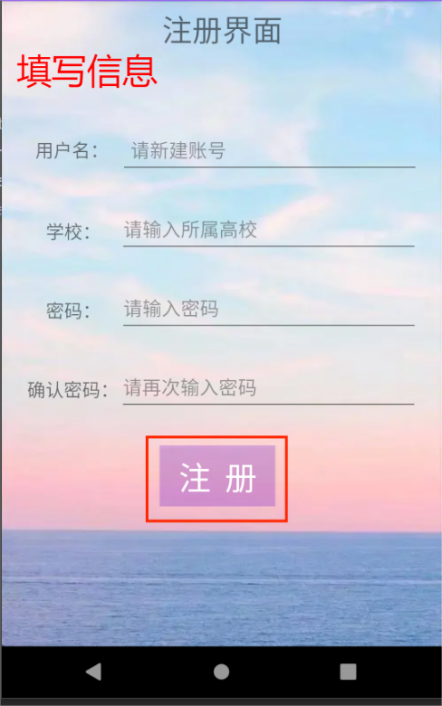 注册界面
填写信息
用户名： 请新建账号
学校： 请输入所属高校
密码： 请输入密码
确认密码： 请再次输入密码
注 册